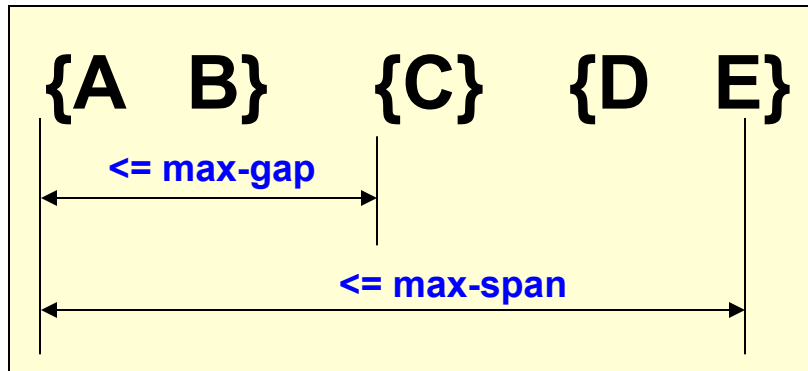 {A B} {C} {D E}
<= max-gap
<= max-span